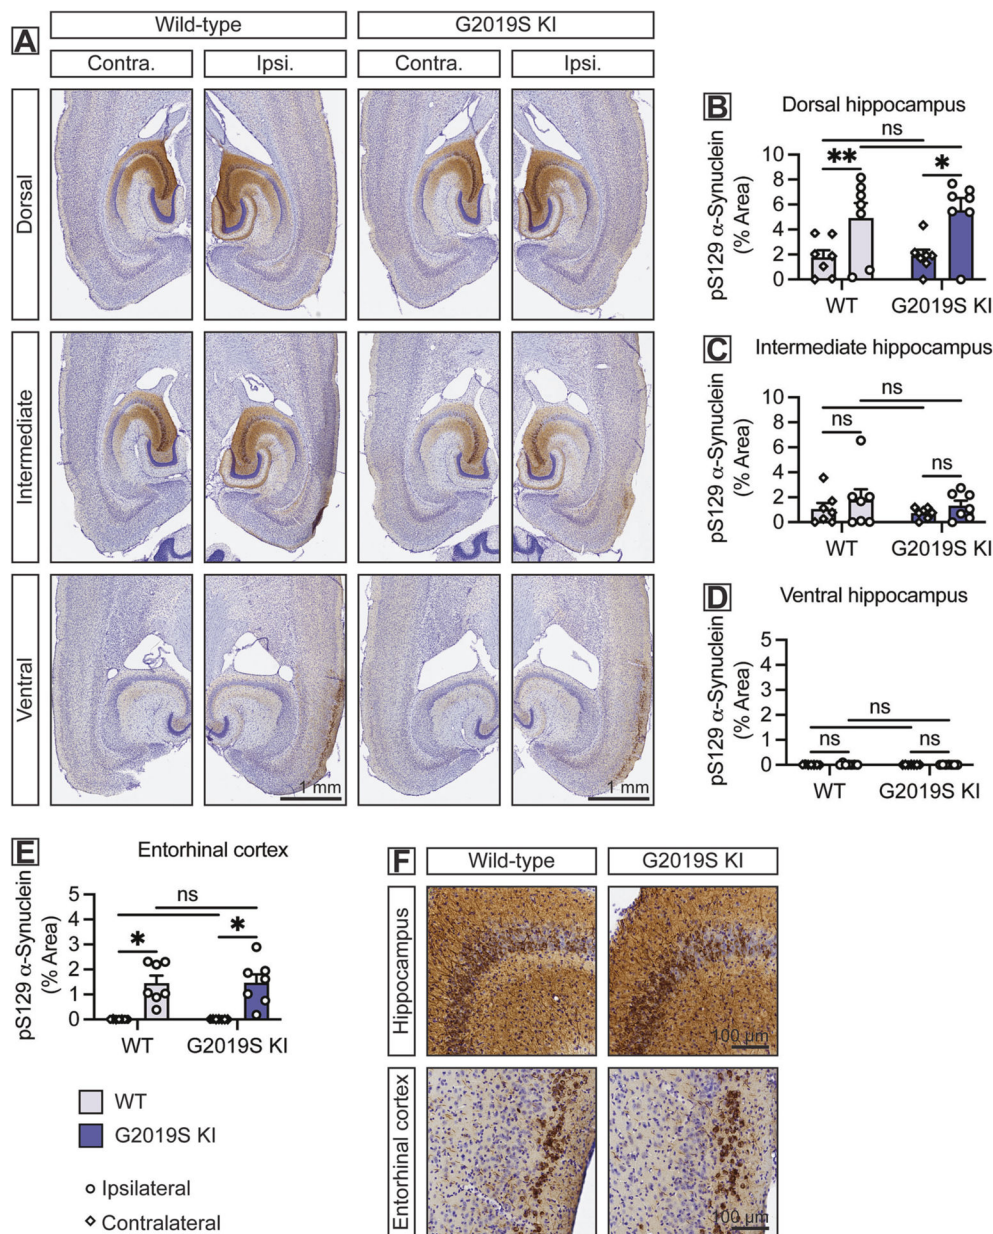 A
Wild-type
G2019S KI
Contra.
Ipsi.
Contra.
Ipsi.
Dorsal
Intermediate
Ventral
1 mm
1 mm
B
Dorsal hippocampus
ns
**
*
10
8
6
4
2
0
pS129 α-Synuclein
(% Area)
WT
G2019S KI
C
Intermediate hippocampus
ns
ns
ns
10
8
6
4
2
0
pS129 α-Synuclein
(% Area)
WT
G2019S KI
D
Ventral hippocampus
5
4
3
2
1
0
ns
ns
ns
pS129 α-Synuclein
(% Area)
WT
G2019S KI
E
Entorhinal cortex
ns
*
*
5
4
3
2
1
0
pS129 α-Synuclein
(% Area)
WT
G2019S KI
WT
G2019S KI
Ipsilateral
Contralateral
F
Wild-type
G2019S KI
Hippocampus
100 µm
Entorhinal cortex
100 µm